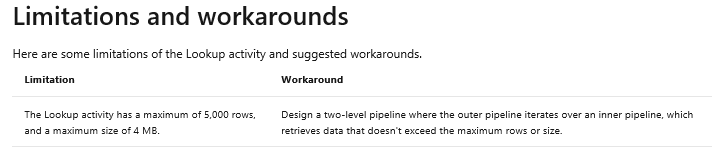 Limitations and workarounds
Here are some limitations of the Lookup activity and suggested workarounds.
Limitation Workaround
The Lookup activity has a maximum of 5,000 rows,
and a maximum size of 4 MB.
Design a two-level pipeline where the outer pipeline iterates over an inner pipeline, which
retrieves data that doesn't exceed the maximum rows or size.